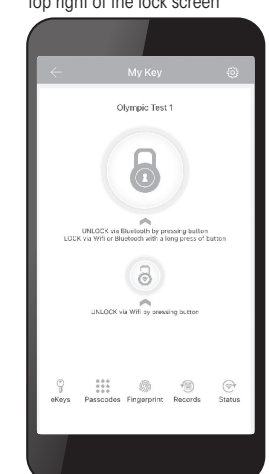 Top right of the lock screen
My Key
Olympic Test 1
UNLOCK via Bluetooth by pressing button
LOCK via Wifi or Bluetooth with a long press of button
UNLOCK via Wifi by pressing button
eKeys Passcodes Fingerprint Records Status